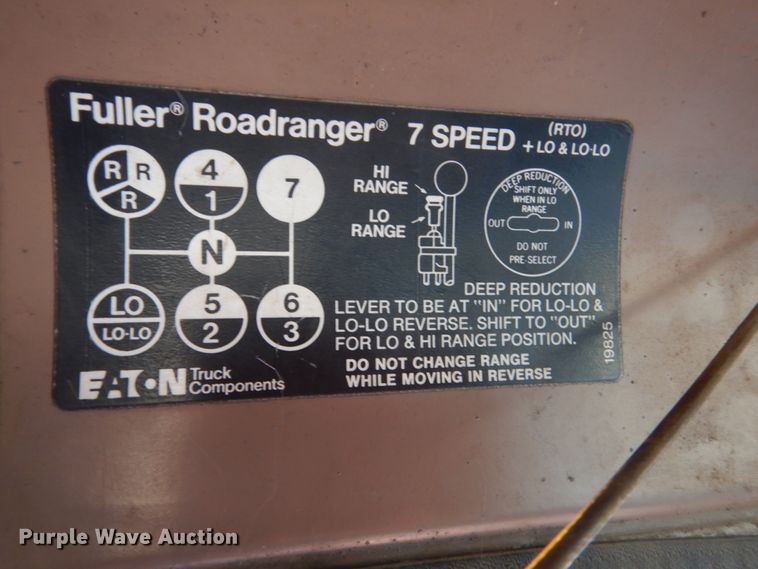 Fuller® Roadranger® 7 SPEED (RTO) + LO & LO-LO
R R R
4 1
7
N
LO LO-LO
5 2
6 3
HI RANGE
LO RANGE
DEEP REDUCTION
SHIFT ONLY
WHEN IN LO
RANGE
OUT IN
DO NOT
PRE-SELECT
DEEP REDUCTION
LEVER TO BE AT "IN" FOR LO-LO &
LO-LO REVERSE. SHIFT TO "OUT"
FOR LO & HI RANGE POSITION.
DO NOT CHANGE RANGE
WHILE MOVING IN REVERSE
19825
EATON Truck Components
Purple Wave Auction